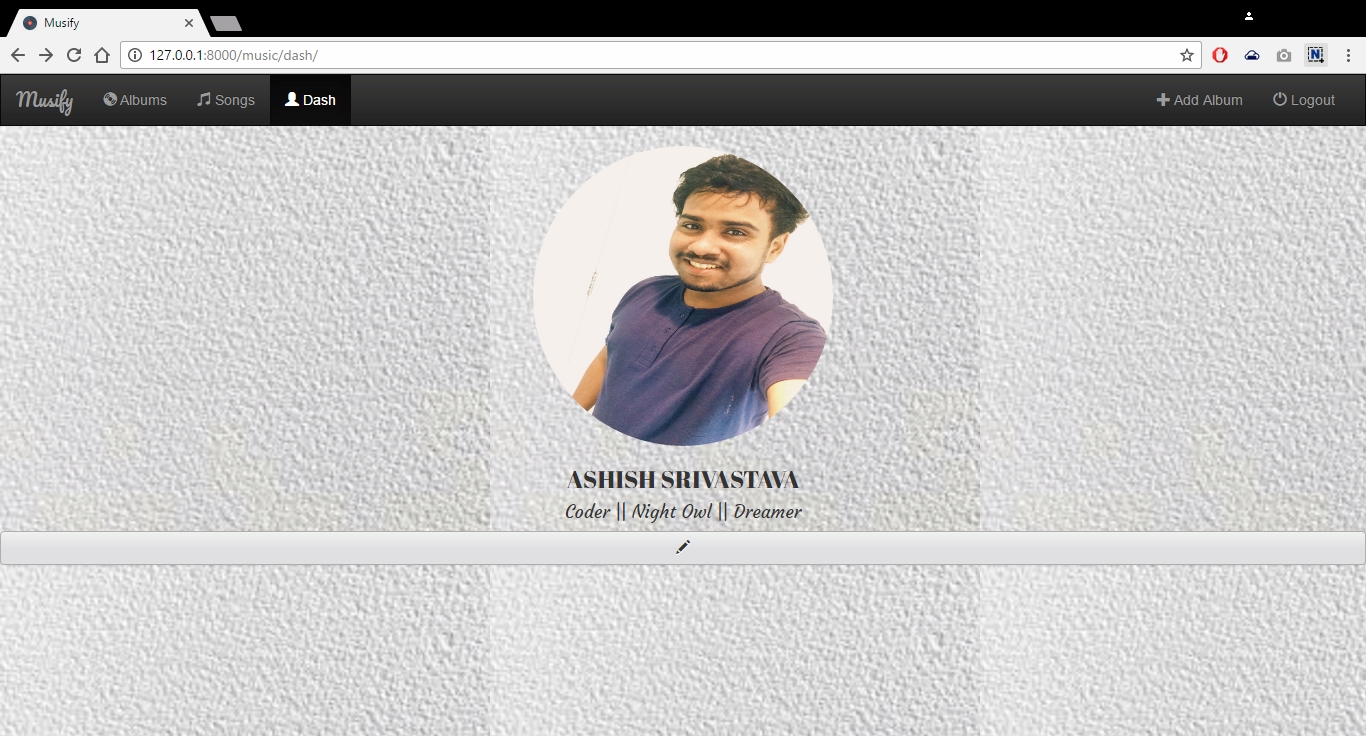 Musify
127.0.0.1:8000/music/dash/
Musify Albums Songs Dash Add Album Logout
ASHISH SRIVASTAVA
Coder || Night Owl || Dreamer